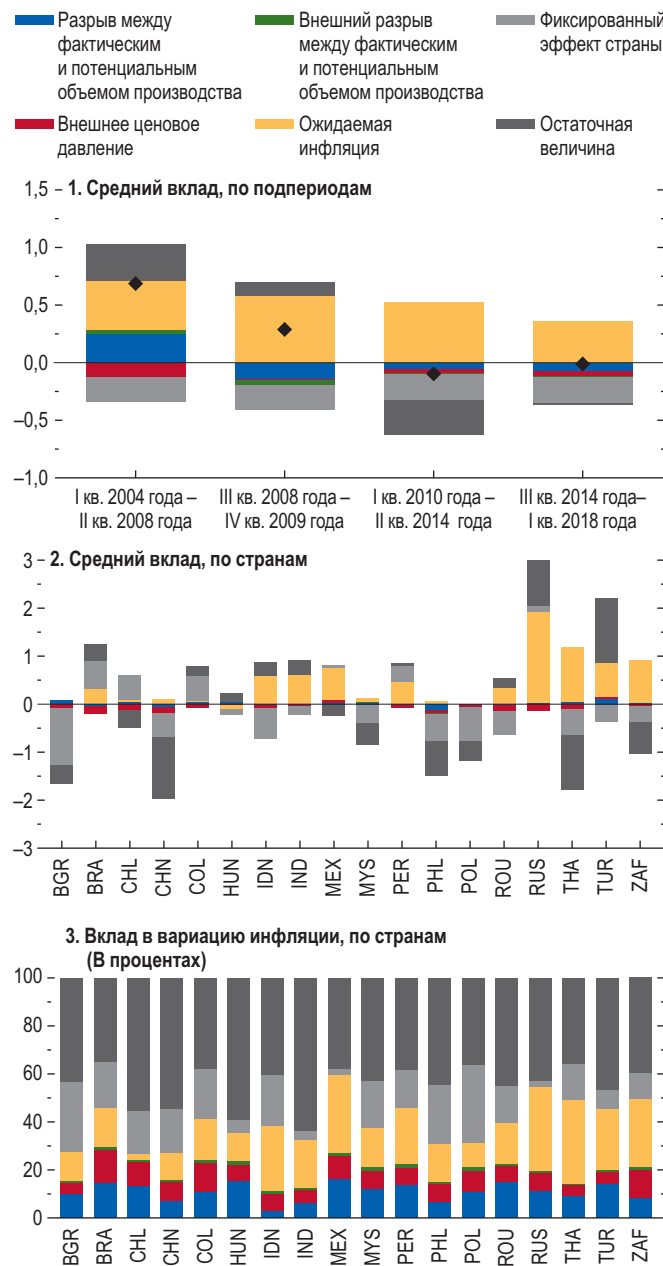 Разрыв между
фактическим
и потенциальным
объемом производства
Внешний разрыв
между фактическим
и потенциальным
объемом производства
Фиксированный
эффект страны
Внешнее ценовое
давление
Ожидаемая
инфляция
Остаточная
величина
1. Средний вклад, по подпериодам
1,5
1,0
0,5
0,0
–0,5
–1,0
I кв. 2004 года –
II кв. 2008 года
III кв. 2008 года –
IV кв. 2009 года
I кв. 2010 года –
II кв. 2014 года
III кв. 2014 года–
I кв. 2018 года
2. Средний вклад, по странам
3
2
1
0
–1
–2
–3
BGR
BRA
CHL
CHN
COL
HUN
IDN
IND
MEX
MYS
PER
PHL
POL
ROU
RUS
THA
TUR
ZAF
3. Вклад в вариацию инфляции, по странам
(В процентах)
100
80
60
40
20
0
BGR
BRA
CHL
CHN
COL
HUN
IDN
IND
MEX
MYS
PER
PHL
POL
ROU
RUS
THA
TUR
ZAF